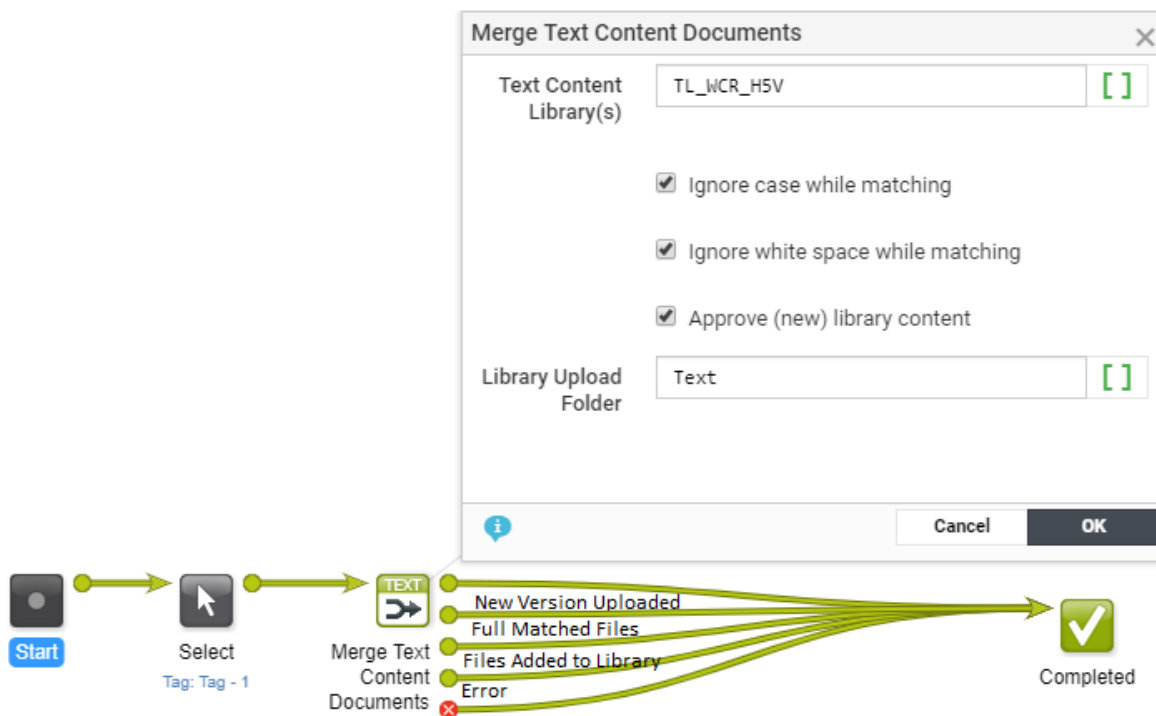 Merge Text Content Documents
Text Content
Library(s)
TL_WCR_H5V
[ ]
Ignore case while matching
Ignore white space while matching
Approve (new) library content
Library Upload
Folder
Text
[ ]
Cancel
OK
Start
Select
Tag: Tag - 1
TEXT
Merge Text
Content
Documents
New Version Uploaded
Full Matched Files
Files Added to Library
Error
Completed